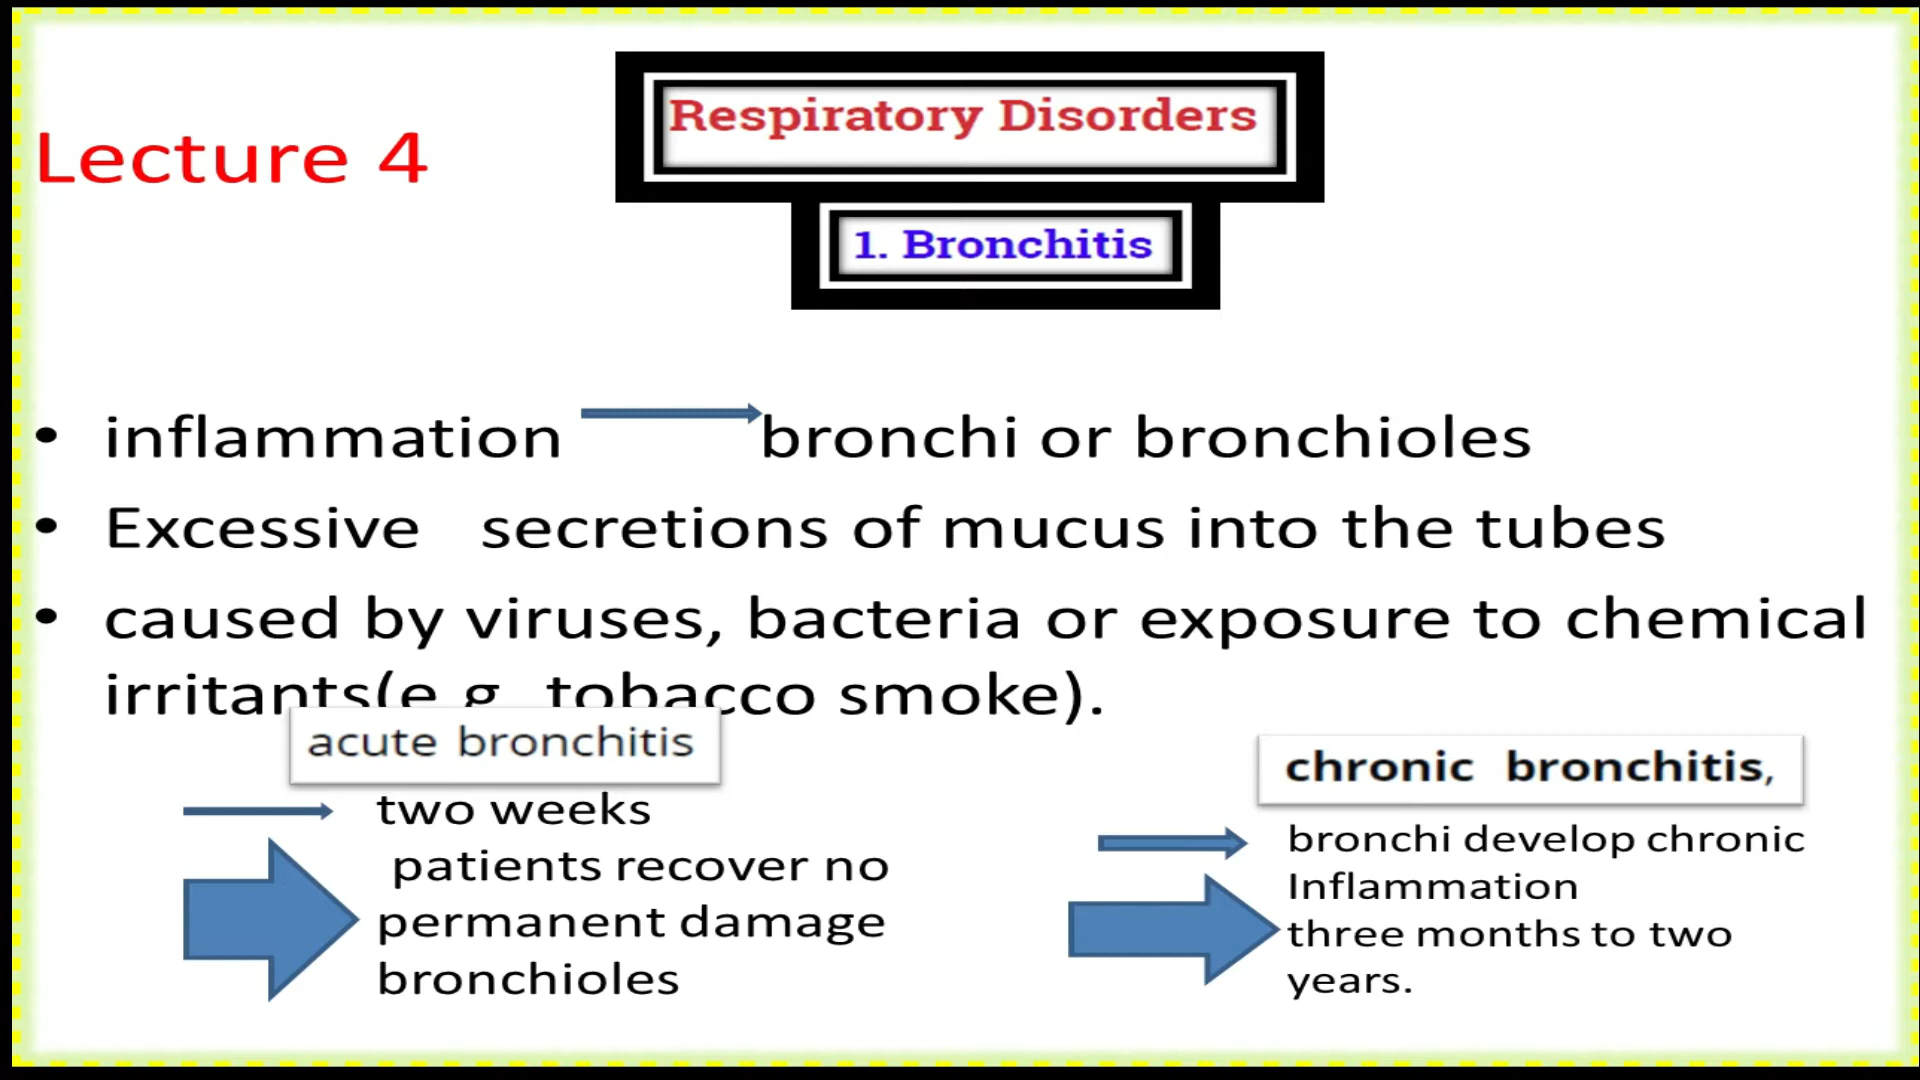 Respiratory Disorders
Lecture 4
1. Bronchitis
• inflammation bronchi or bronchioles
• Excessive secretions of mucus into the tubes
• caused by viruses, bacteria or exposure to chemical
irritants(e.g. tobacco smoke).
acute bronchitis
two weeks
patients recover no
permanent damage
bronchioles
chronic bronchitis,
bronchi develop chronic
Inflammation
three months to two
years.